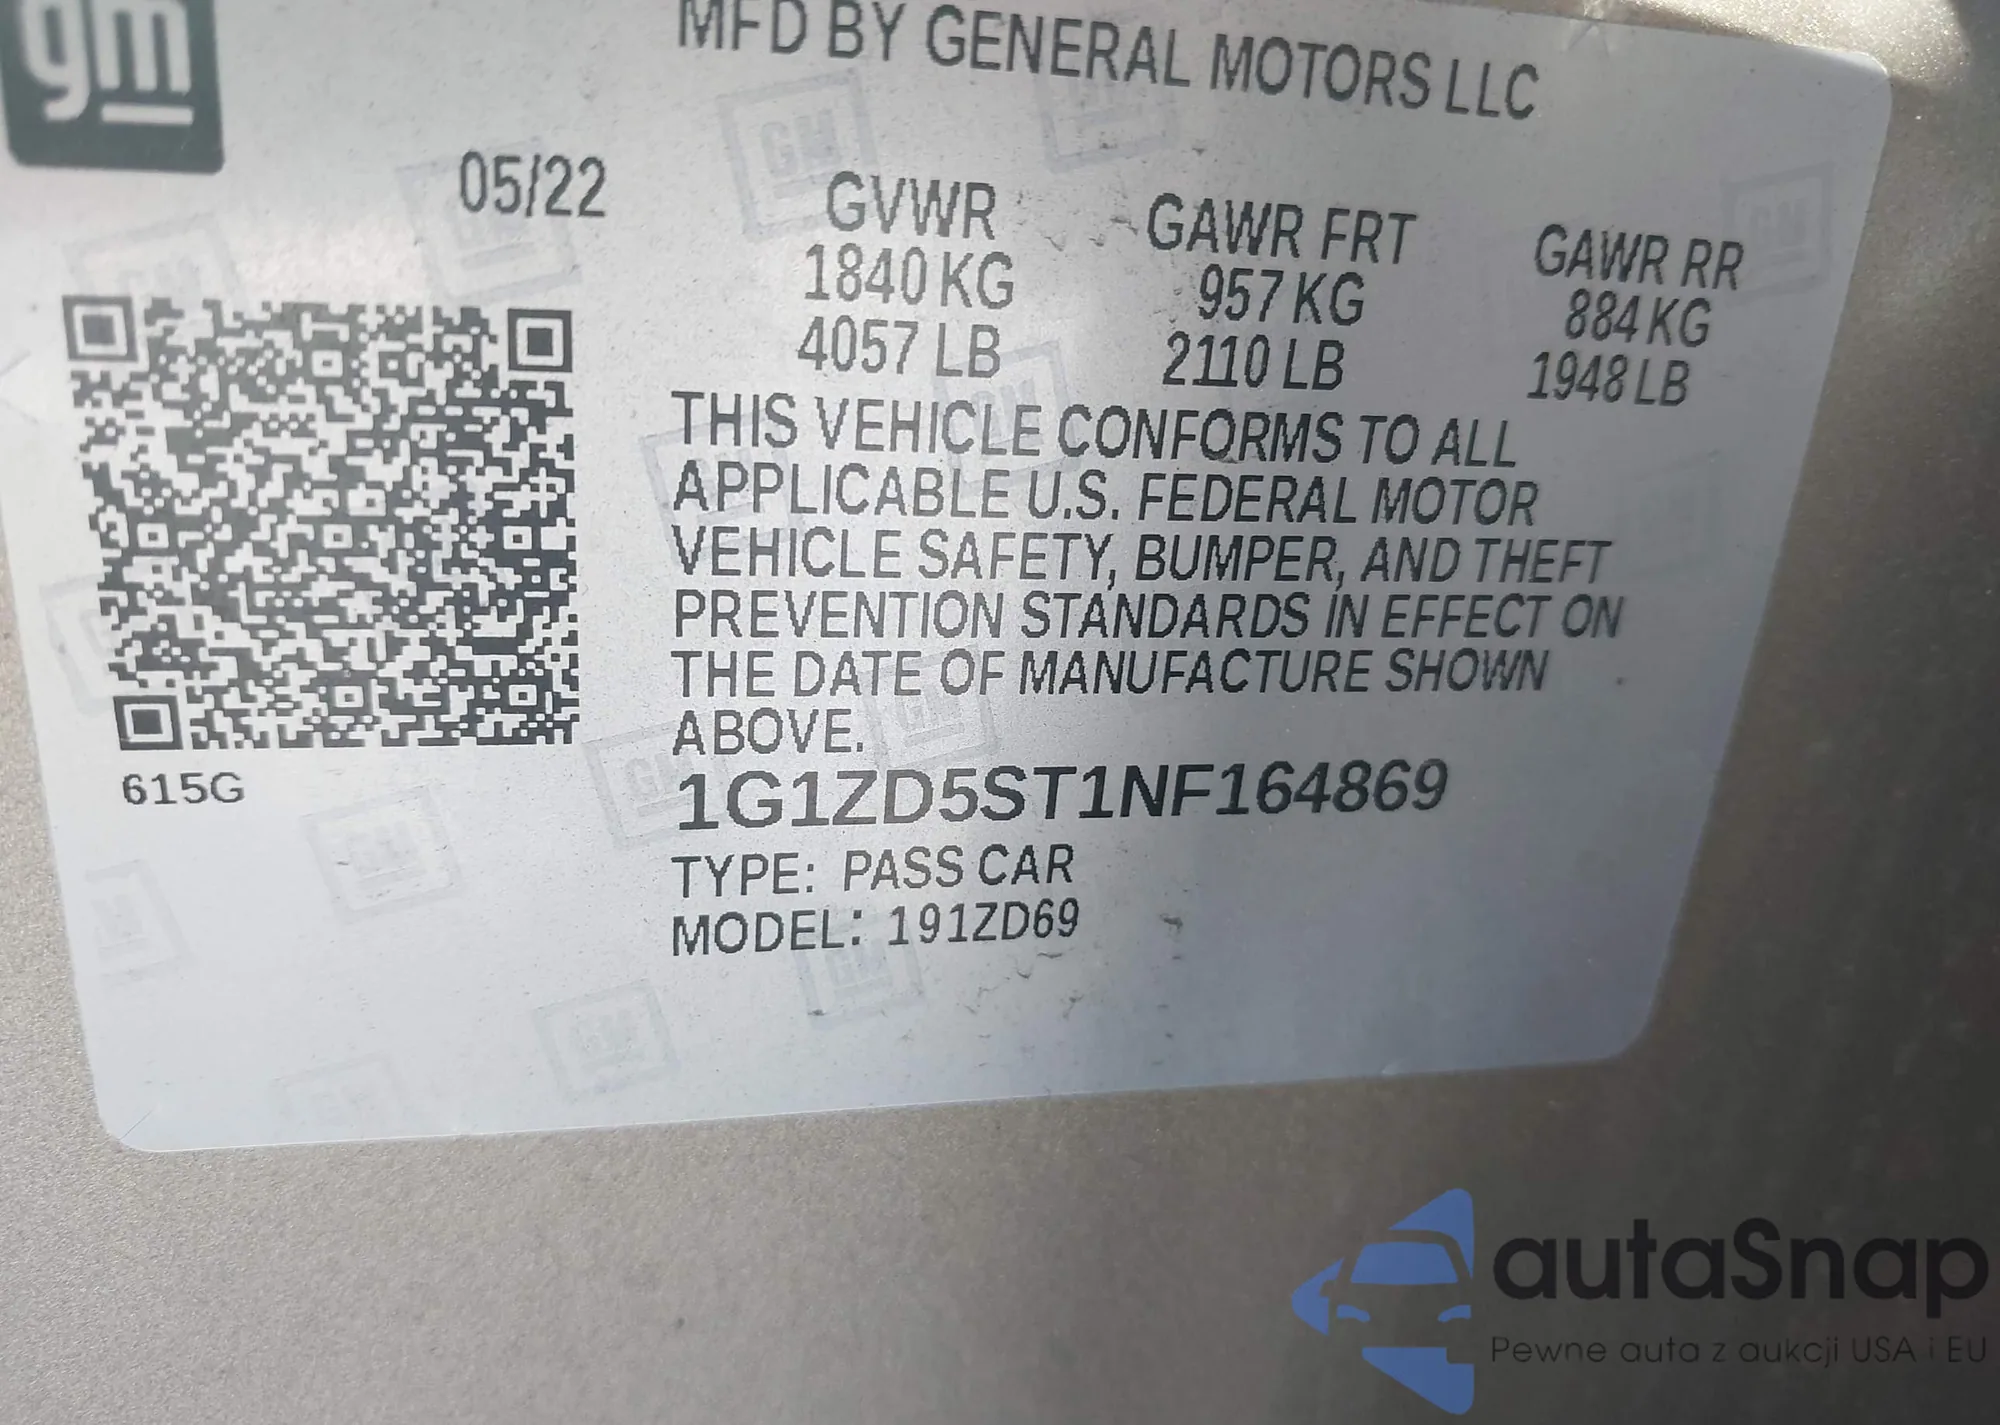 gm
MFD BY GENERAL MOTORS LLC
05/22
GVWR
1840 KG
4057 LB
GAWR FRT
957 KG
2110 LB
GAWR RR
884 KG
1948 LB
THIS VEHICLE CONFORMS TO ALL
APPLICABLE U.S. FEDERAL MOTOR
VEHICLE SAFETY, BUMPER, AND THEFT
PREVENTION STANDARDS IN EFFECT ON
THE DATE OF MANUFACTURE SHOWN
ABOVE.
615G
1G1ZD5ST1NF164869
TYPE: PASS CAR
MODEL: 191ZD69
autaSnap
Pewne auta z aukcji USA i EU